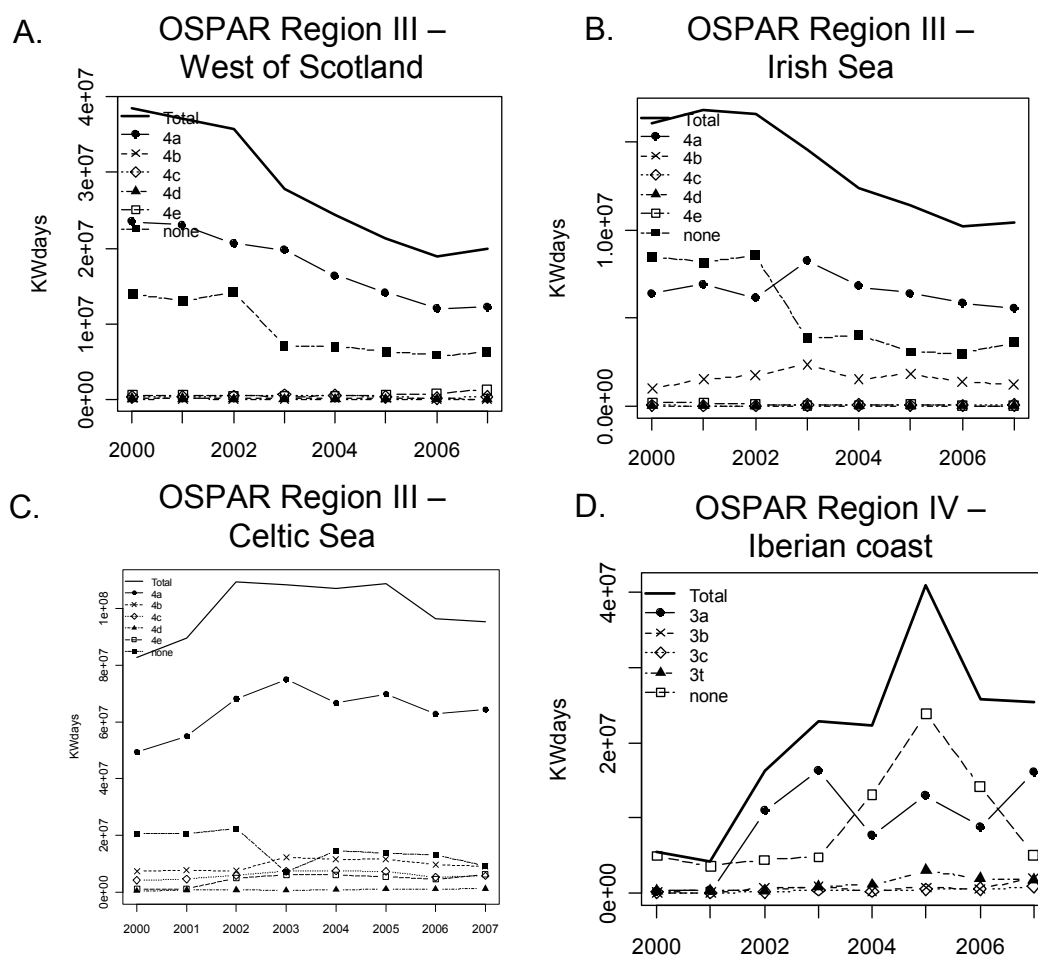 A.
OSPAR Region III –
West of Scotland
KWdays
0e+00 1e+07 2e+07 3e+07 4e+07
Total
4a
4b
4c
4d
4e
none
2000 2002 2004 2006
B.
OSPAR Region III –
Irish Sea
KWdays
0.0e+00 1.0e+07
Total
4a
4b
4c
4d
4e
none
2000 2002 2004 2006
C.
OSPAR Region III –
Celtic Sea
KWdays
0e+00 2e+07 4e+07 6e+07 8e+07 1e+08
Total
4a
4b
4c
4d
4e
none
2000 2001 2002 2003 2004 2005 2006 2007
D.
OSPAR Region IV –
Iberian coast
KWdays
0e+00 2e+07 4e+07
Total
3a
3b
3c
3t
none
2000 2002 2004 2006